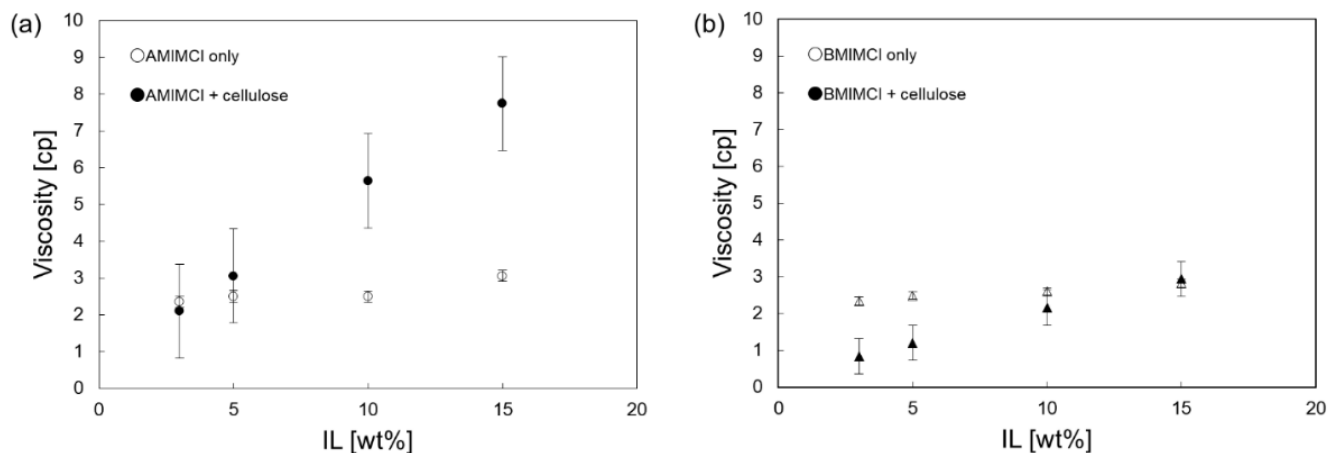 (a)
10
9
8
7
6
5
4
3
2
1
0
Viscosity [cp]
AMIMCl only
AMIMCl + cellulose
0 5 10 15 20
IL [wt%]
(b)
10
9
8
7
6
5
4
3
2
1
0
Viscosity [cp]
BMIMCl only
BMIMCl + cellulose
0 5 10 15 20
IL [wt%]